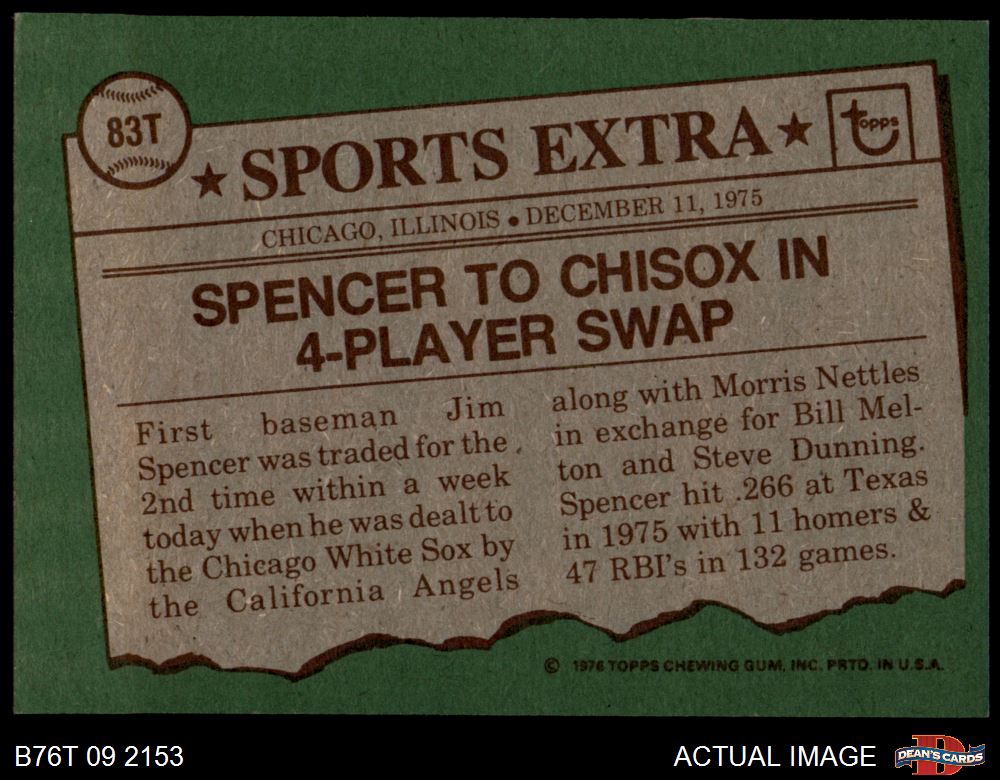 83T
★ SPORTS EXTRA ★
topps
CHICAGO, ILLINOIS • DECEMBER 11, 1975
SPENCER TO CHISOX IN
4-PLAYER SWAP
First baseman Jim
Spencer was traded for the
2nd time within a week
today when he was dealt to
the Chicago White Sox by
the California Angels
along with Morris Nettles
in exchange for Bill Mel-
ton and Steve Dunning.
Spencer hit .266 at Texas
in 1975 with 11 homers &
47 RBI's in 132 games.
© 1976 TOPPS CHEWING GUM, INC. PRTD. IN U.S.A.
B76T 09 2153
ACTUAL IMAGE
D
DEAN'S CARDS